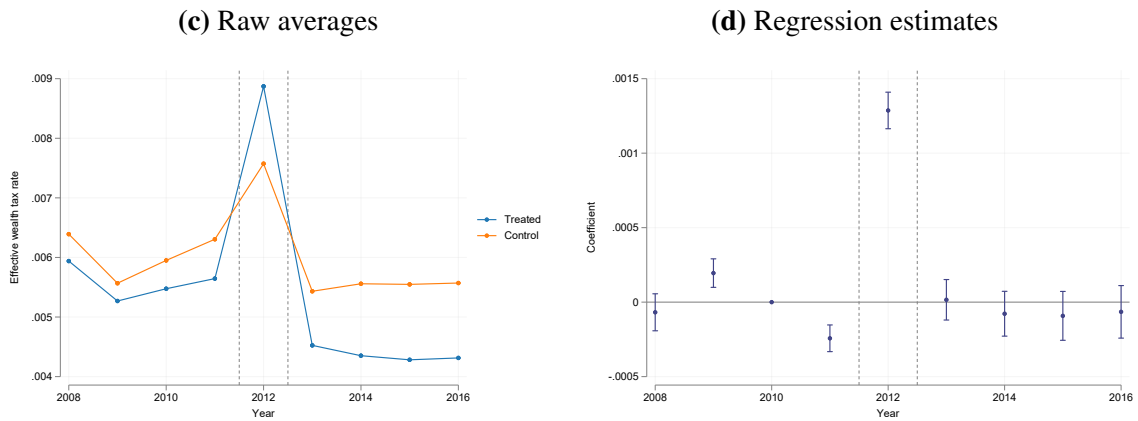 (c) Raw averages
.009
.008
.007
.006
.005
.004
Effective wealth tax rate
2008
2010
2012
2014
2016
Year
Treated
Control
(d) Regression estimates
.0015
.001
.0005
0
-.0005
Coefficient
2008
2010
2012
2014
2016
Year